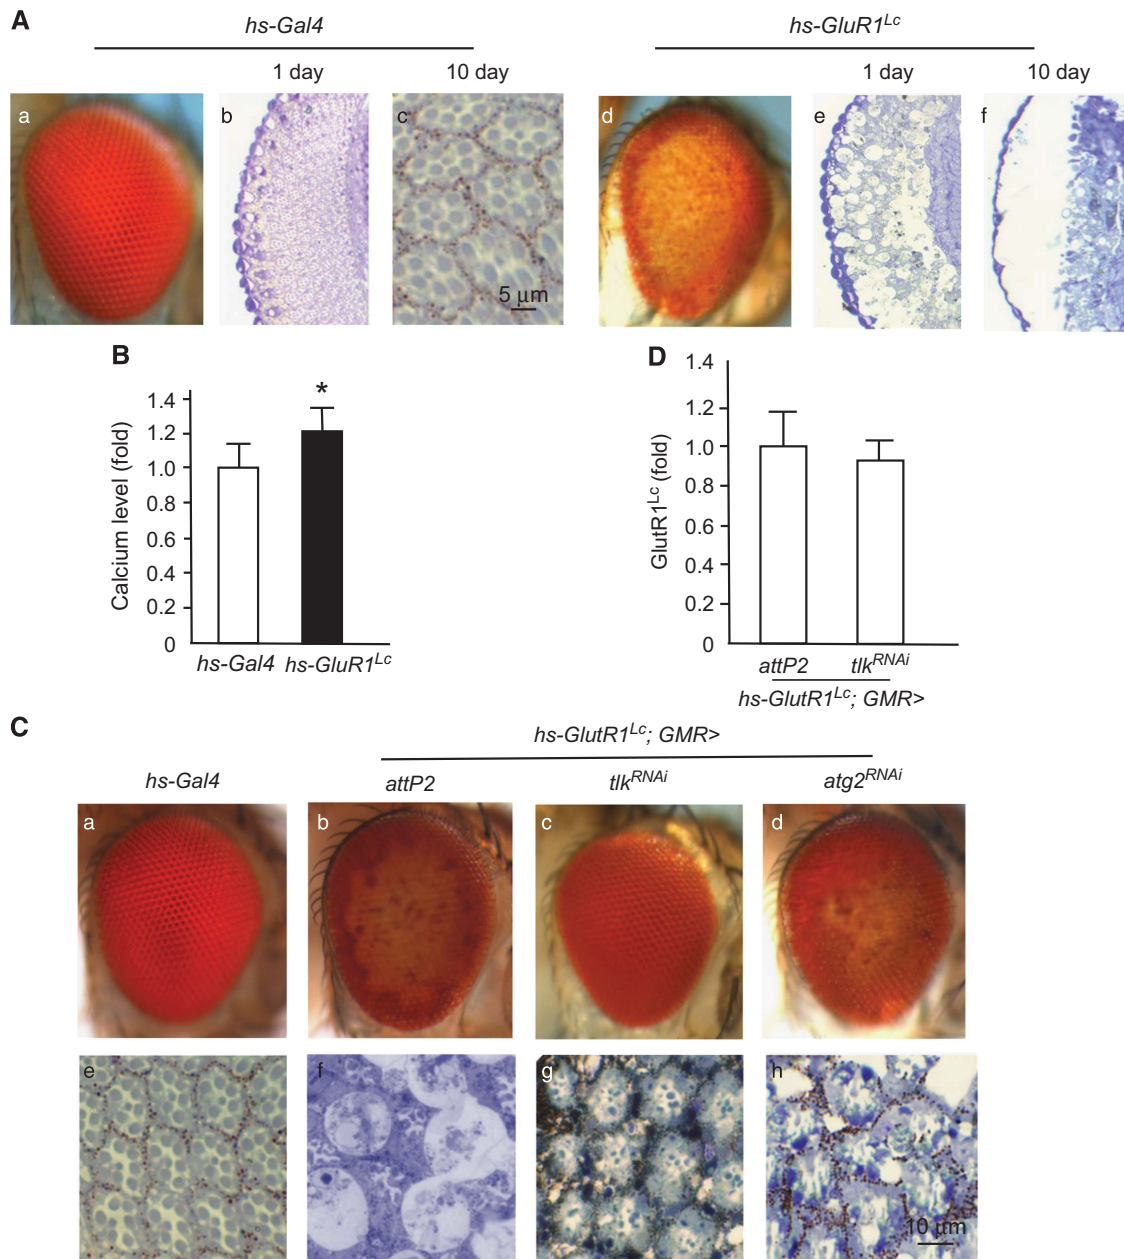 A
hs-Gal4
hs-GluR1Lc
1 day
10 day
1 day
10 day
a
b
c
d
e
f
5 µm
B
Calcium level (fold)
1.4
1.2
1.0
0.8
0.6
0.4
0.2
0
*
hs-Gal4
hs-GluR1Lc
D
GlutR1Lc (fold)
1.4
1.2
1.0
0.8
0.6
0.4
0.2
0
attP2
tlkRNAi
hs-GlutR1Lc; GMR>
C
hs-GlutR1Lc; GMR>
hs-Gal4
attP2
tlkRNAi
atg2RNAi
a
b
c
d
e
f
g
h
10 µm